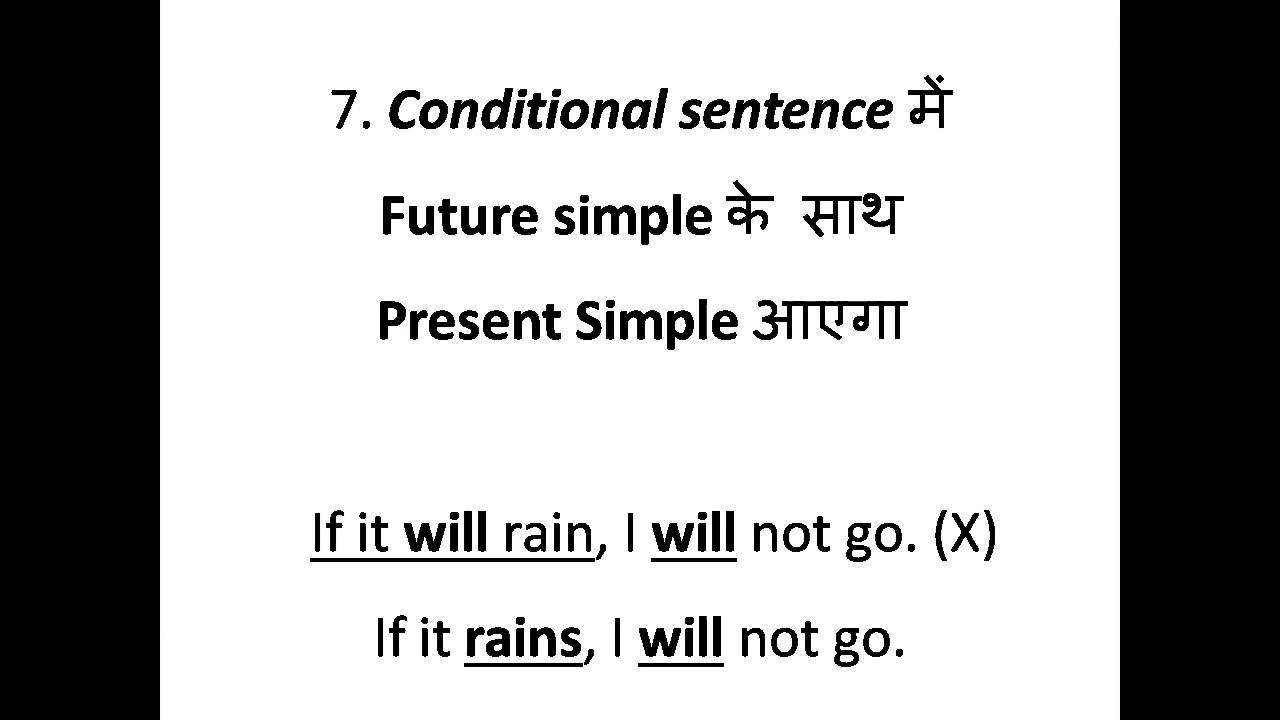 7. Conditional sentence में
Future simple के साथ
Present Simple आएगा
If it will rain, I will not go. (X)
If it rains, I will not go.